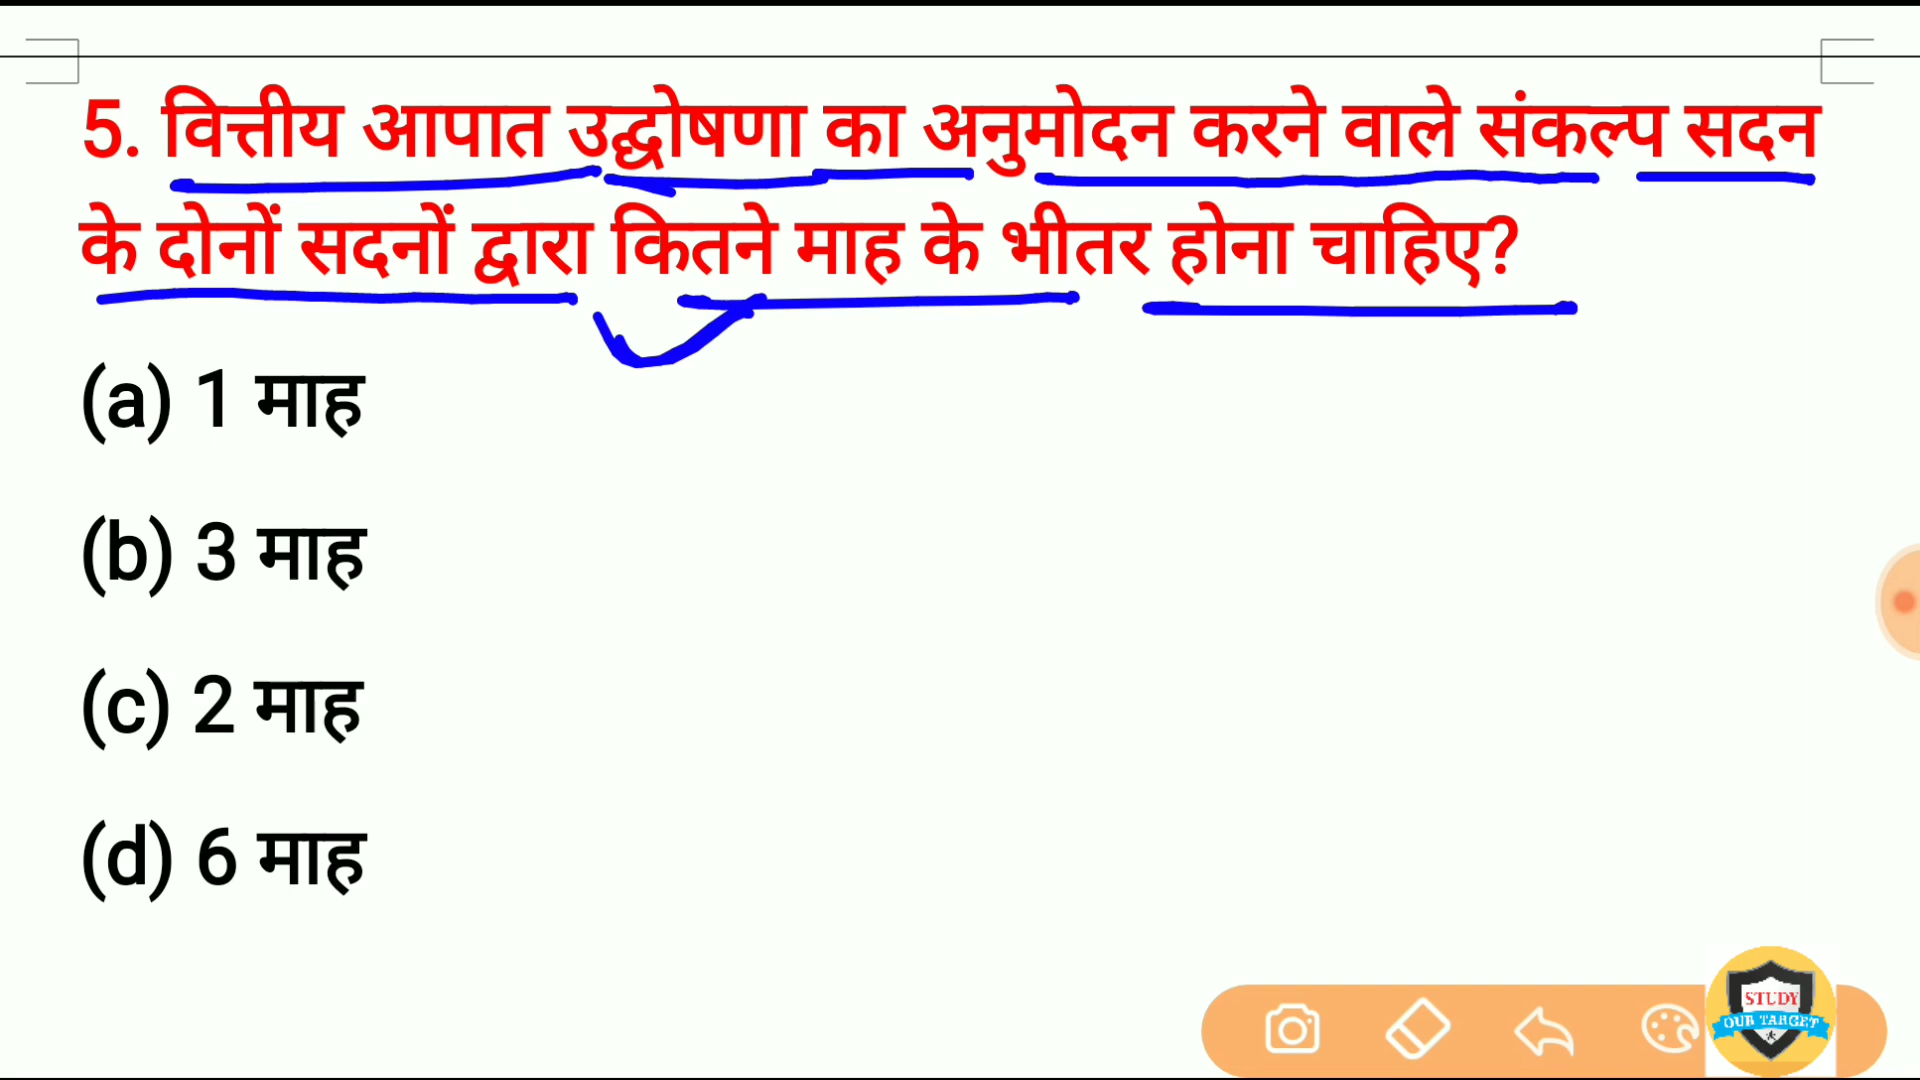 5. वित्तीय आपात उद्घोषणा का अनुमोदन करने वाले संकल्प सदन
के दोनों सदनों द्वारा कितने माह के भीतर होना चाहिए?
(a) 1 माह
(b) 3 माह
(c) 2 माह
(d) 6 माह
STUDY
OUR TARGET